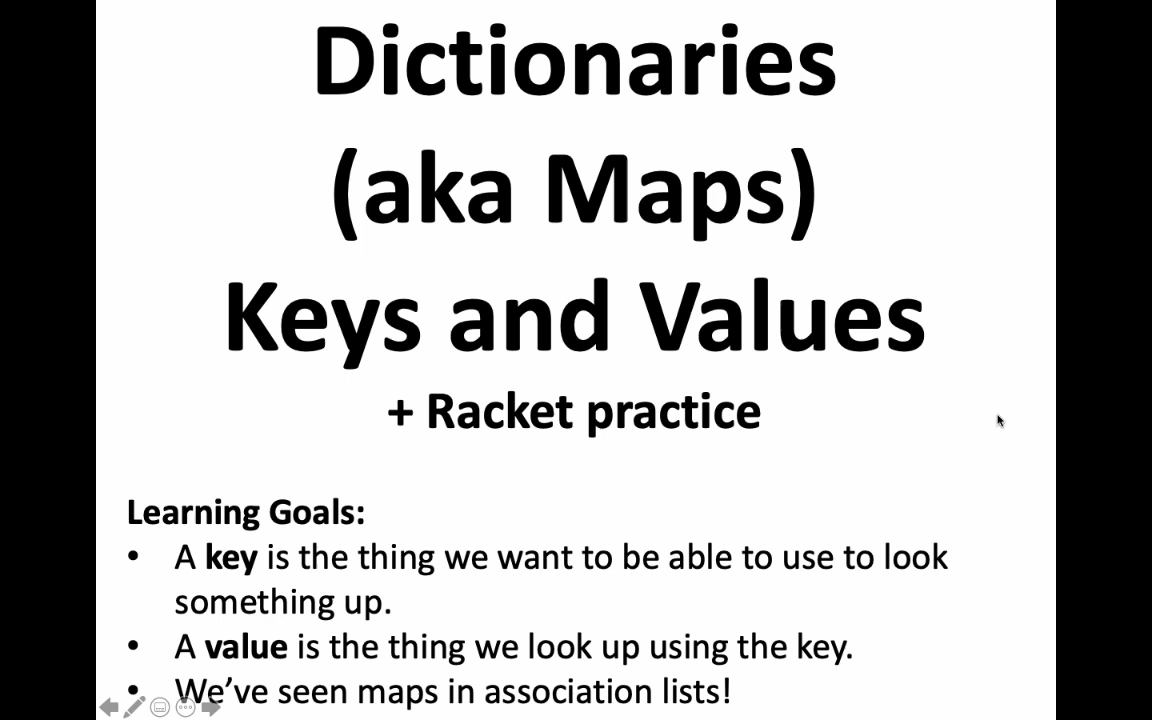 Dictionaries
(aka Maps)
Keys and Values
+ Racket practice
Learning Goals:
• A key is the thing we want to be able to use to look
something up.
• A value is the thing we look up using the key.
• We’ve seen maps in association lists!